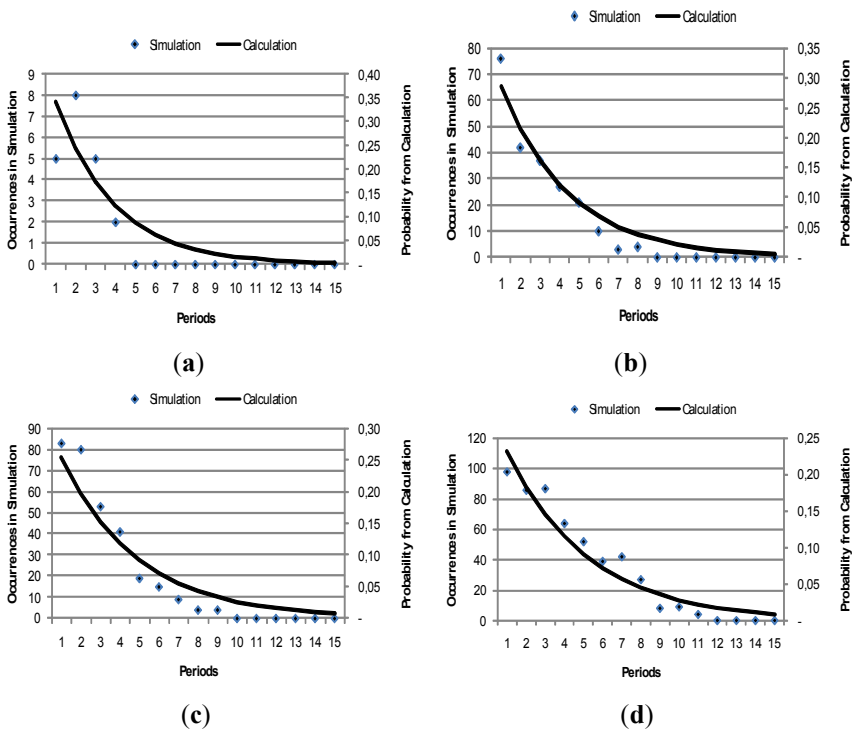 Simulation Calculation
Occurrences in Simulation
9
8
7
6
5
4
3
2
1
0
0,40
0,35
0,30
0,25
0,20
0,15
0,10
0,05
-
Probability from Calculation
1 2 3 4 5 6 7 8 9 10 11 12 13 14 15
Periods
(a)
Simulation Calculation
Occurrences in Simulation
80
70
60
50
40
30
20
10
0
0,35
0,30
0,25
0,20
0,15
0,10
0,05
-
Probability from Calculation
1 2 3 4 5 6 7 8 9 10 11 12 13 14 15
Periods
(b)
Simulation Calculation
Occurrences in Simulation
90
80
70
60
50
40
30
20
10
0
0,30
0,25
0,20
0,15
0,10
0,05
-
Probability from Calculation
1 2 3 4 5 6 7 8 9 10 11 12 13 14 15
Periods
(c)
Simulation Calculation
Occurrences in Simulation
120
100
80
60
40
20
0
0,25
0,20
0,15
0,10
0,05
-
Probability from Calculation
1 2 3 4 5 6 7 8 9 10 11 12 13 14 15
Periods
(d)